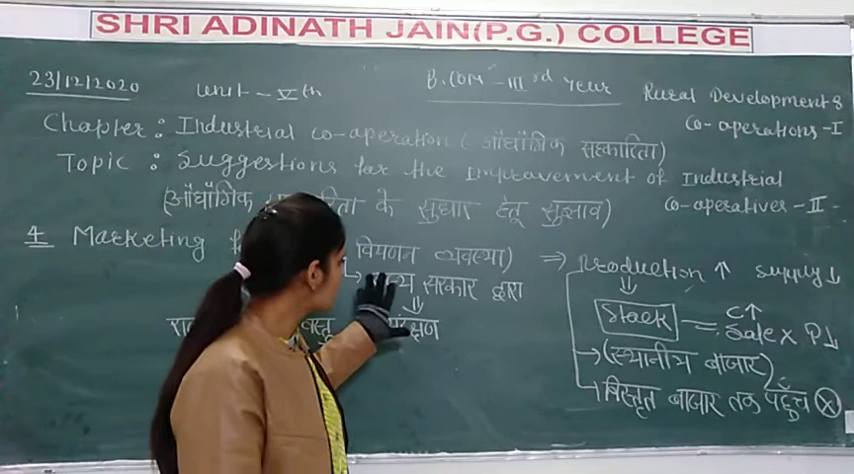 SHRI ADINATH JAIN(P.G.) COLLEGE
23/12/2020 Unit - Vth B.COM - III rd Year Rural Development &
Co-operations - I
Chapter : Industrial co-operation ( औद्यौगिक सहकारिता)
Topic : Suggestions for the Improvement of Industrial
Co-operatives - II -
(औद्यौगिक के सुधार हेतु सुझाव)
4 Marketing विपणन व्यवस्था) ⇒ Production ↑ Supply ↓
सरकार द्वारा
⇓ ⇓
Stock = C↑
Sale × P↓
→ (स्थानीय बाजार)
→ विस्तृत बाजार तक पहुँच ⊗